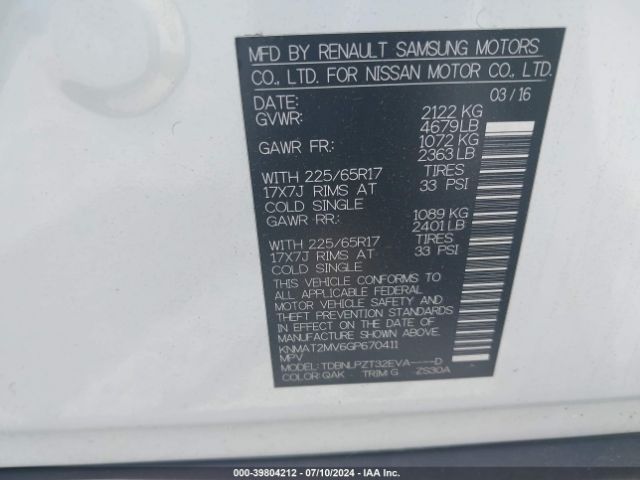 MFD BY RENAULT SAMSUNG MOTORS
CO., LTD. FOR NISSAN MOTOR CO., LTD.
DATE: 03/16
GVWR: 2122 KG
4679 LB
GAWR FR: 1072 KG
2363 LB
WITH 225/65R17 TIRES
17X7J RIMS AT 33 PSI
COLD SINGLE
GAWR RR: 1089 KG
2401 LB
WITH 225/65R17 TIRES
17X7J RIMS AT 33 PSI
COLD SINGLE
THIS VEHICLE CONFORMS TO
ALL APPLICABLE FEDERAL
MOTOR VEHICLE SAFETY AND
THEFT PREVENTION STANDARDS
IN EFFECT ON THE DATE OF
MANUFACTURE SHOWN ABOVE.
KNMAT2MV6GP670411
MPV
MODEL: TDBNLPZT32EVA----D
COLOR: QAK TRIM: G ZS30A
000-39804212 - 07/10/2024 - IAA Inc.